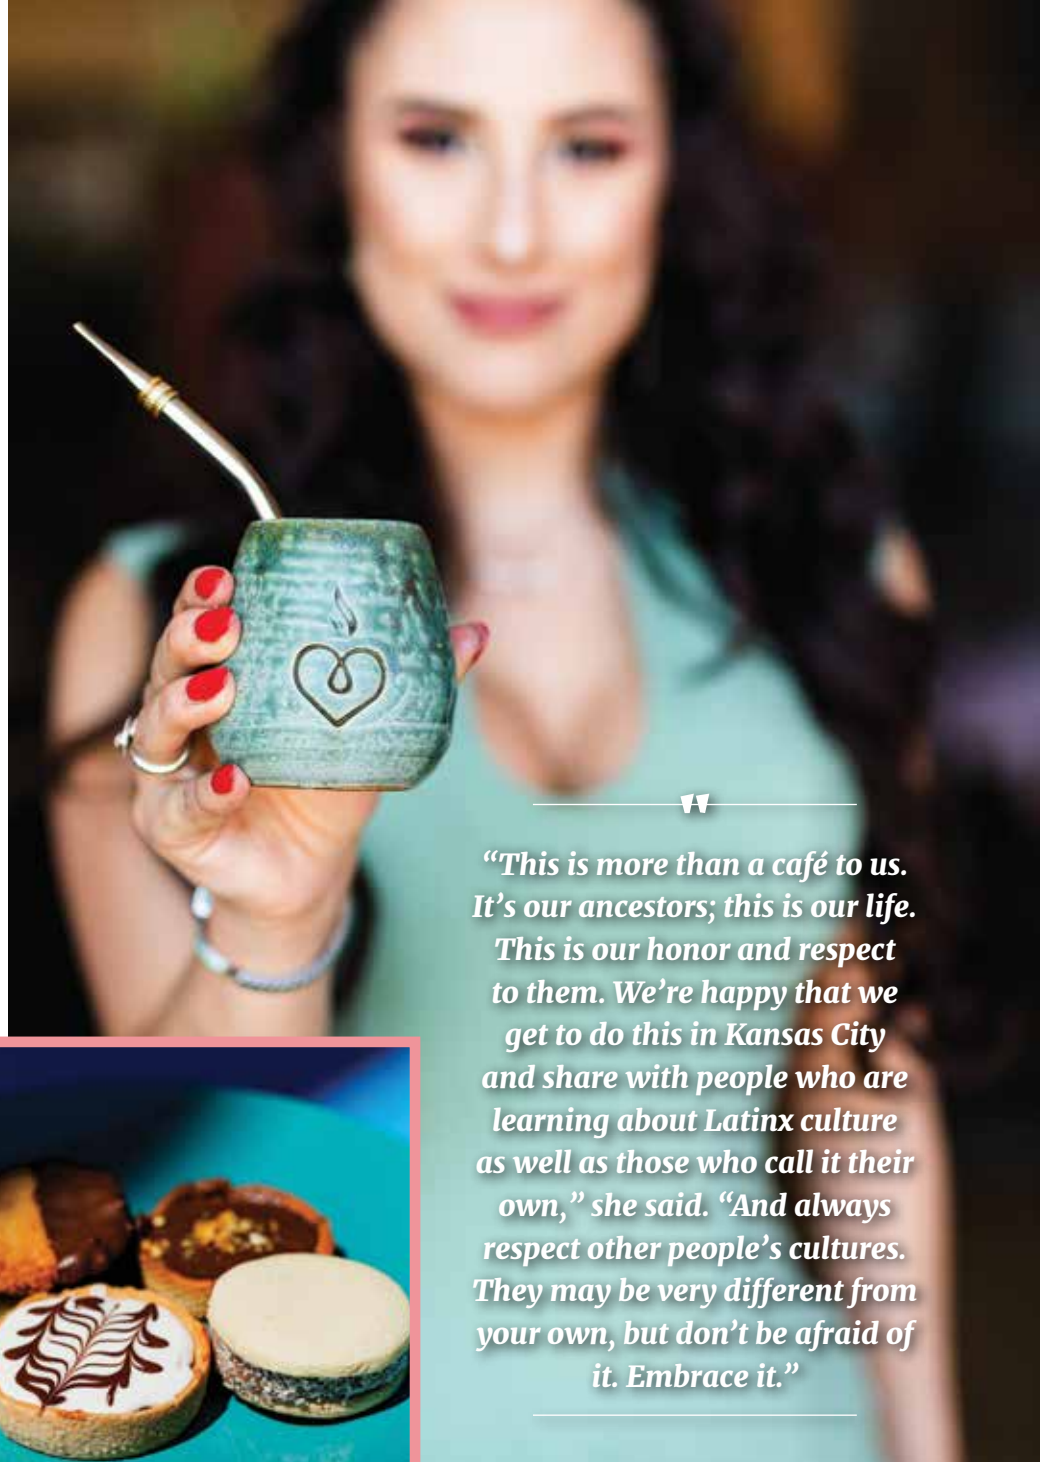 “This is more than a café to us.
It’s our ancestors; this is our life.
This is our honor and respect
to them. We’re happy that we
get to do this in Kansas City
and share with people who are
learning about Latinx culture
as well as those who call it their
own,” she said. “And always
respect other people’s cultures.
They may be very different from
your own, but don’t be afraid of
it. Embrace it.”